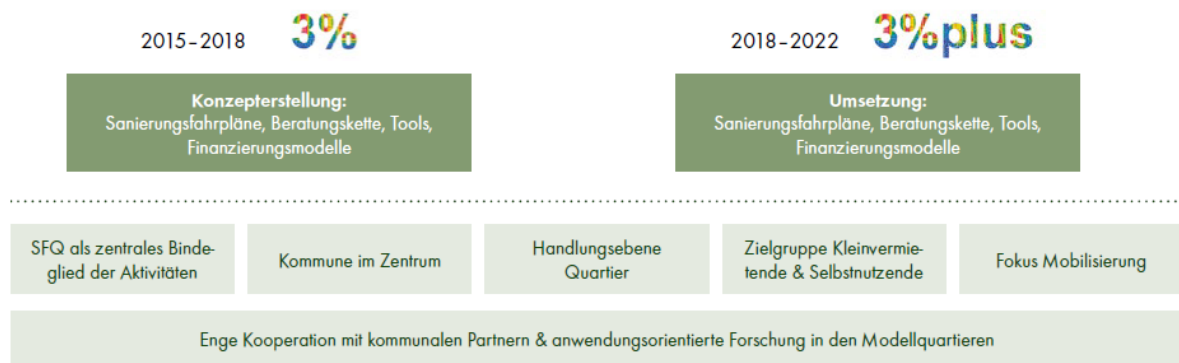 2015–2018 3%
Konzepterstellung:
Sanierungsfahrpläne, Beratungskette, Tools,
Finanzierungsmodelle
2018–2022 3%plus
Umsetzung:
Sanierungsfahrpläne, Beratungskette, Tools,
Finanzierungsmodelle
SFQ als zentrales Binde-
glied der Aktivitäten
Kommune im Zentrum
Handlungsebene
Quartier
Zielgruppe Kleinvermie-
tende & Selbstnutzende
Fokus Mobilisierung
Enge Kooperation mit kommunalen Partnern & anwendungsorientierte Forschung in den Modellquartieren